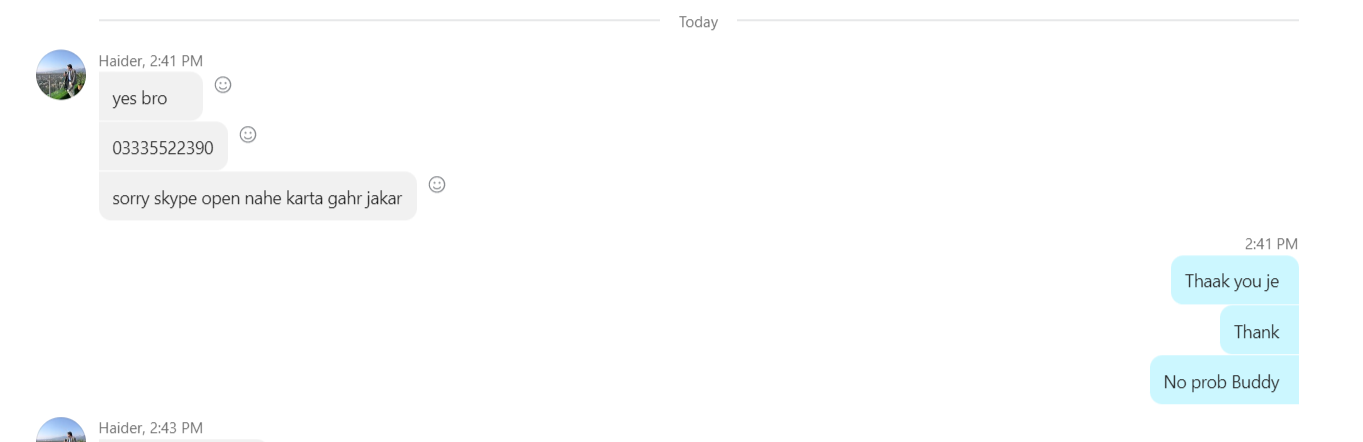 Today
Haider, 2:41 PM
yes bro
03335522390
sorry skype open nahe karta gahr jakar
2:41 PM
Thaak you je
Thank
No prob Buddy
Haider, 2:43 PM